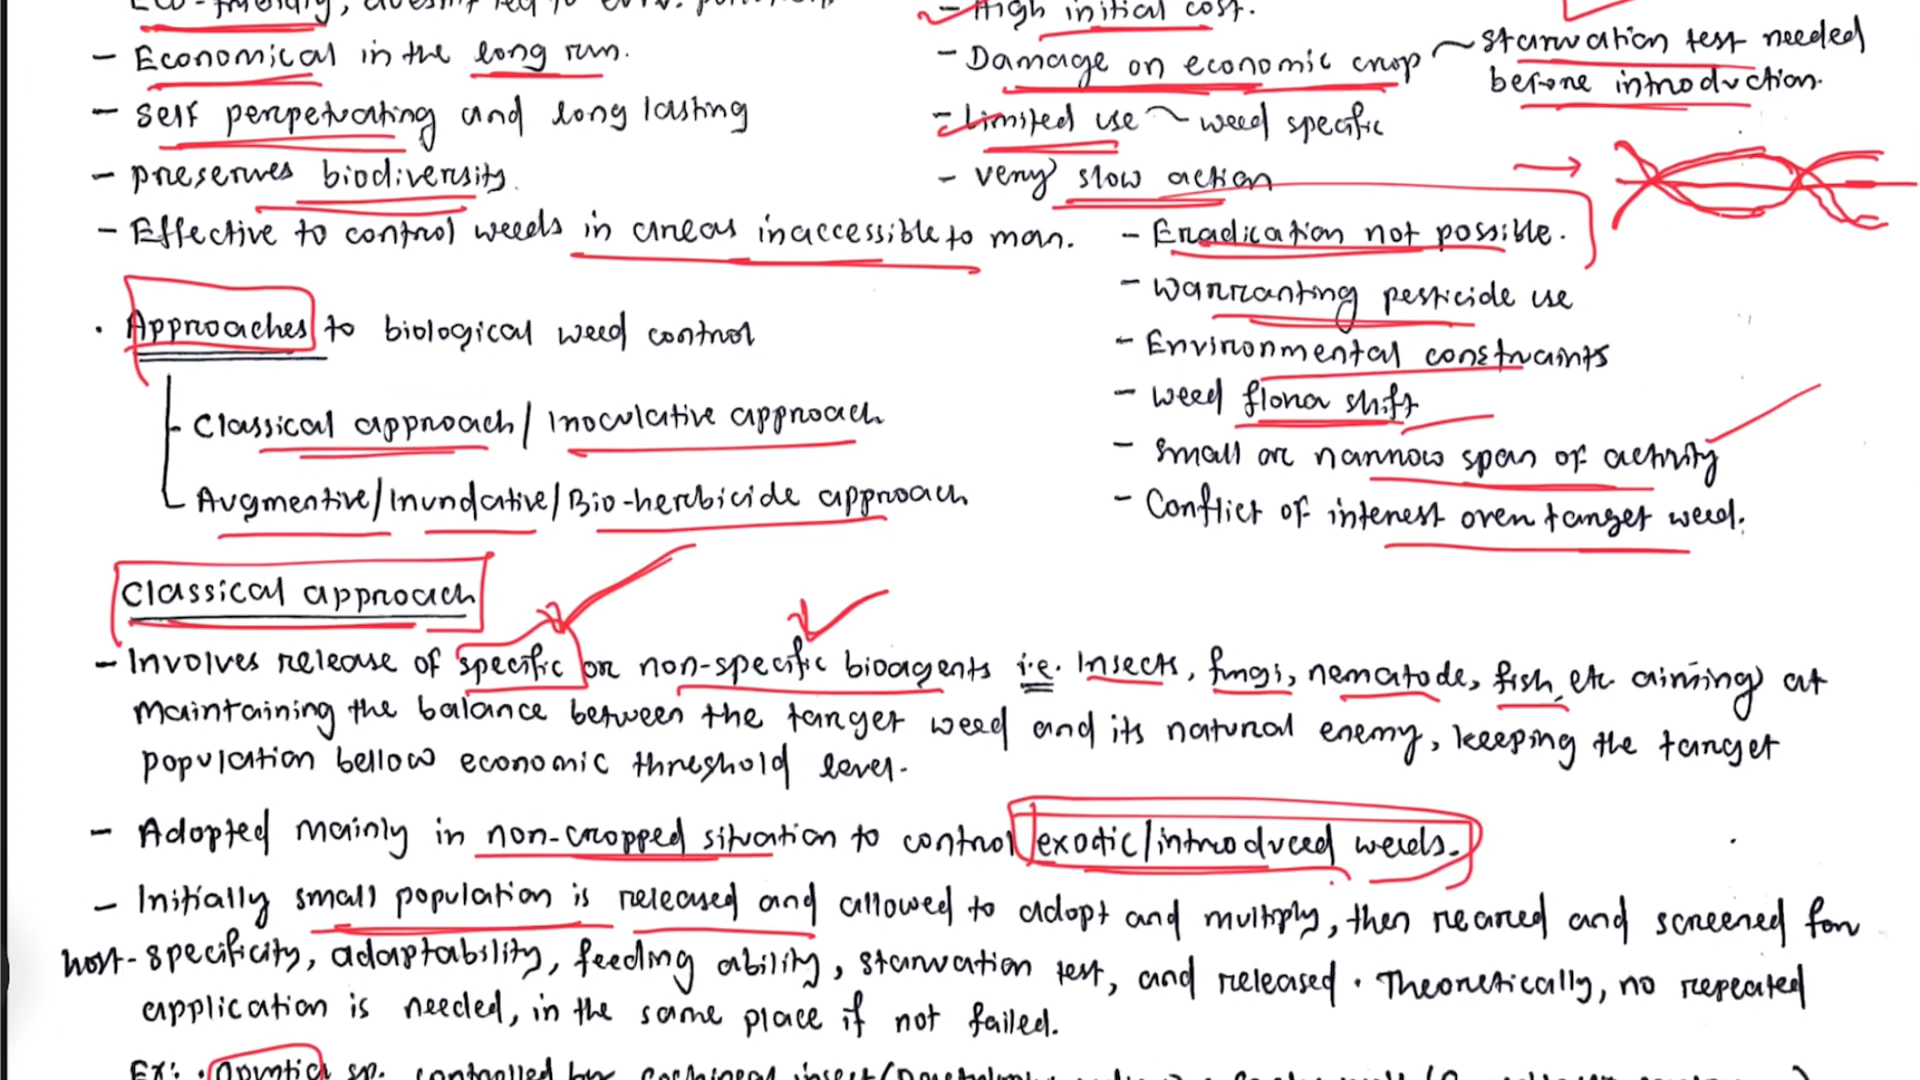 - High initial cost.
- Economical in the long run.
- Damage on economic crop ~ starvation test needed
before introduction.
- Self perpetuating and long lasting
- Limited use ~ weed specific
- preserves biodiversity.
- very slow action
- Effective to control weeds in areas inaccessible to man.
- Eradication not possible.
- warranting pesticide use
- Environmental constraints
- weed flora shift
- small or narrow span of activity
- Conflict of interest over target weed.
· Approaches to biological weed control
Classical approach / Inoculative approach
Augmentive/Inundative/Bio-herbicide approach
Classical approach
- Involves release of specific or non-specific bioagents i.e. Insects, fungi, nematode, fish, etc aiming at
maintaining the balance between the target weed and its natural enemy, keeping the target
population bellow economic threshold level.
- Adopted mainly in non-cropped situation to control exotic/introduced weeds.
- Initially small population is released and allowed to adopt and multiply, then reared and screened for
host-specificity, adaptability, feeding ability, starvation test, and released. Theoretically, no repeated
application is needed, in the same place if not failed.
Ex: · opuntia sp. controlled by